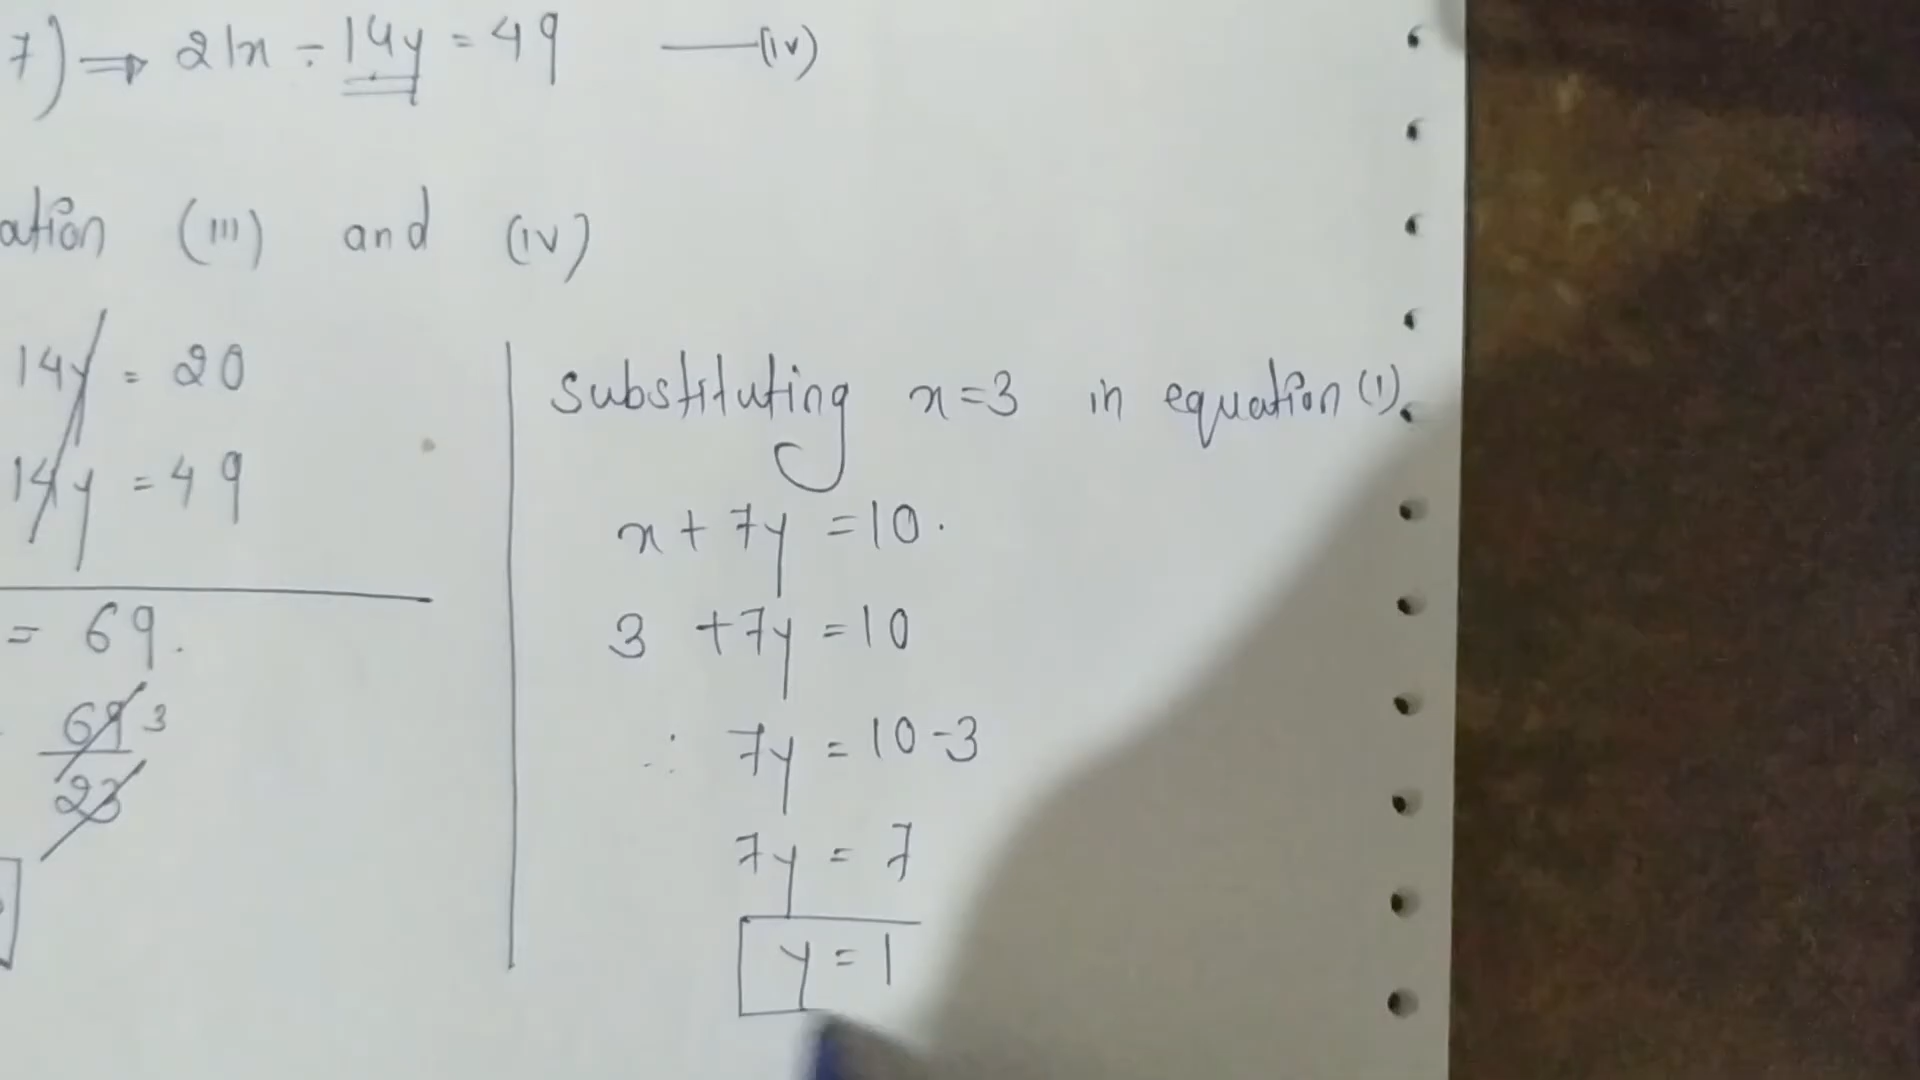 7) ⇒ 21x - 14y = 49 ——(iv)
ation (iii) and (iv)
14y = 20
14y = 49
= 69.
69 3
23
substituting x=3 in equation (1).
x + 7y = 10.
3 + 7y = 10
∴ 7y = 10-3
7y = 7
y = 1